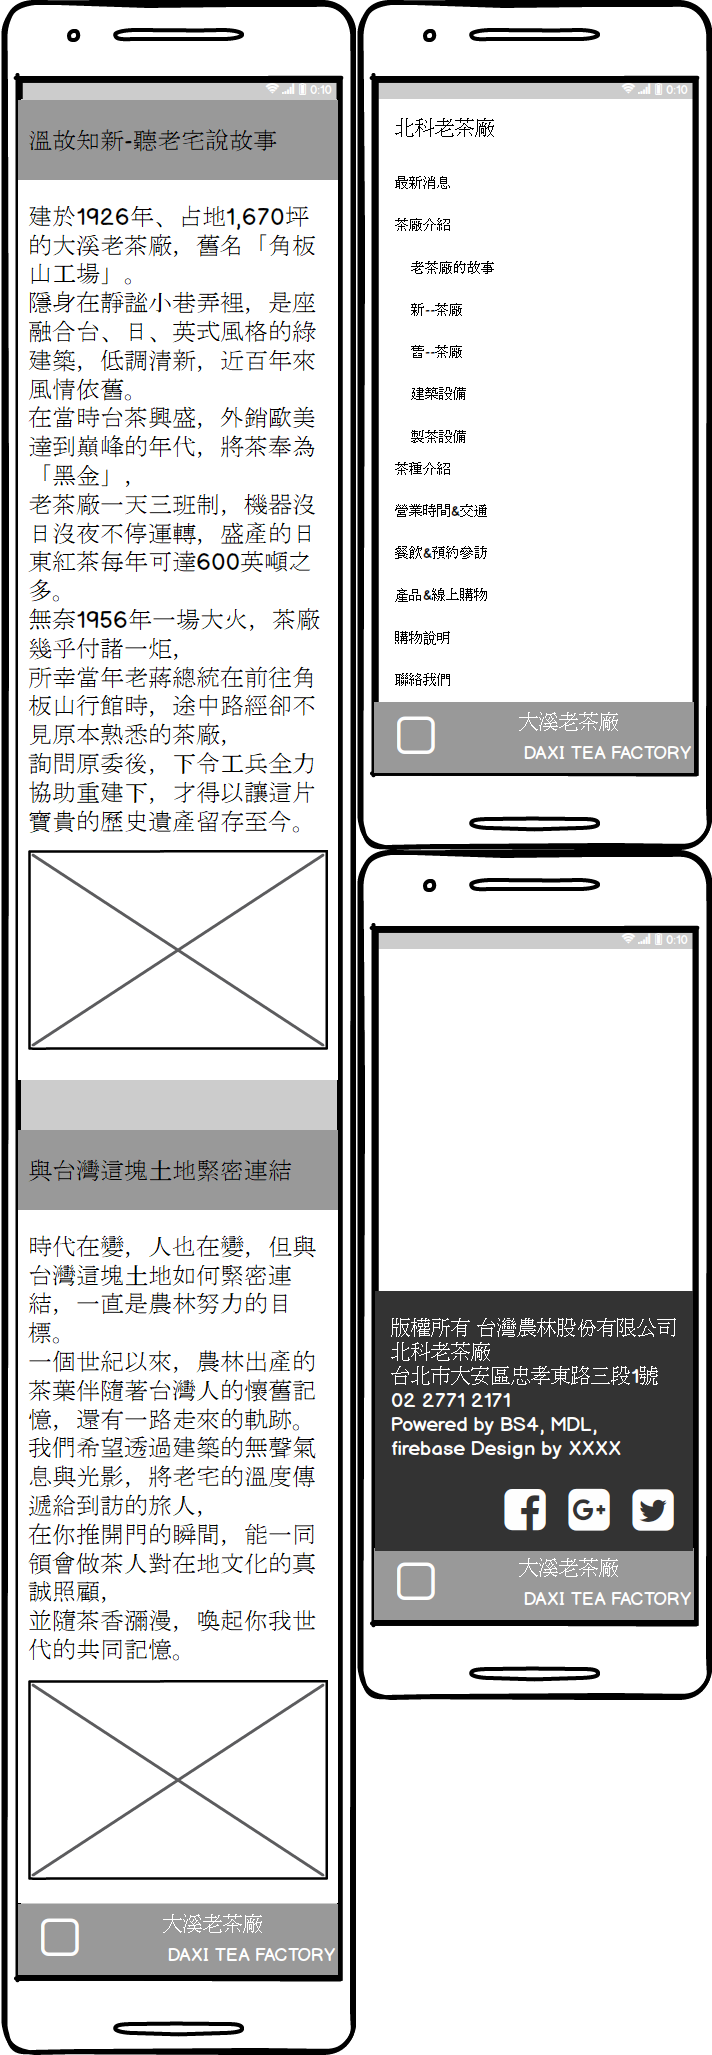 0:10
溫故知新-聽老宅說故事
建於1926年、占地1,670坪
的大溪老茶廠，舊名「角板
山工場」。
隱身在靜謐小巷弄裡，是座
融合台、日、英式風格的綠
建築，低調清新，近百年來
風情依舊。
在當時台茶興盛，外銷歐美
達到巔峰的年代，將茶奉為
「黑金」，
老茶廠一天三班制，機器沒
日沒夜不停運轉，盛產的日
東紅茶每年可達600英噸之
多。
無奈1956年一場大火，茶廠
幾乎付諸一炬，
所幸當年老蔣總統在前往角
板山行館時，途中路經卻不
見原本熟悉的茶廠，
詢問原委後，下令工兵全力
協助重建下，才得以讓這片
寶貴的歷史遺產留存至今。
與台灣這塊土地緊密連結
時代在變，人也在變，但與
台灣這塊土地如何緊密連
結，一直是農林努力的目
標。
一個世紀以來，農林出產的
茶葉伴隨著台灣人的懷舊記
憶，還有一路走來的軌跡。
我們希望透過建築的無聲氣
息與光影，將老宅的溫度傳
遞給到訪的旅人，
在你推開門的瞬間，能一同
領會做茶人對在地文化的真
誠照顧，
並隨茶香瀰漫，喚起你我世
代的共同記憶。
大溪老茶廠
DAXI TEA FACTORY
0:10
北科老茶廠
最新消息
茶廠介紹
老茶廠的故事
新--茶廠
舊--茶廠
建築設備
製茶設備
茶種介紹
營業時間&交通
餐飲&預約參訪
產品&線上購物
購物說明
聯絡我們
大溪老茶廠
DAXI TEA FACTORY
0:10
版權所有 台灣農林股份有限公司
北科老茶廠
台北市大安區忠孝東路三段1號
02 2771 2171
Powered by BS4, MDL,
firebase Design by XXXX
大溪老茶廠
DAXI TEA FACTORY